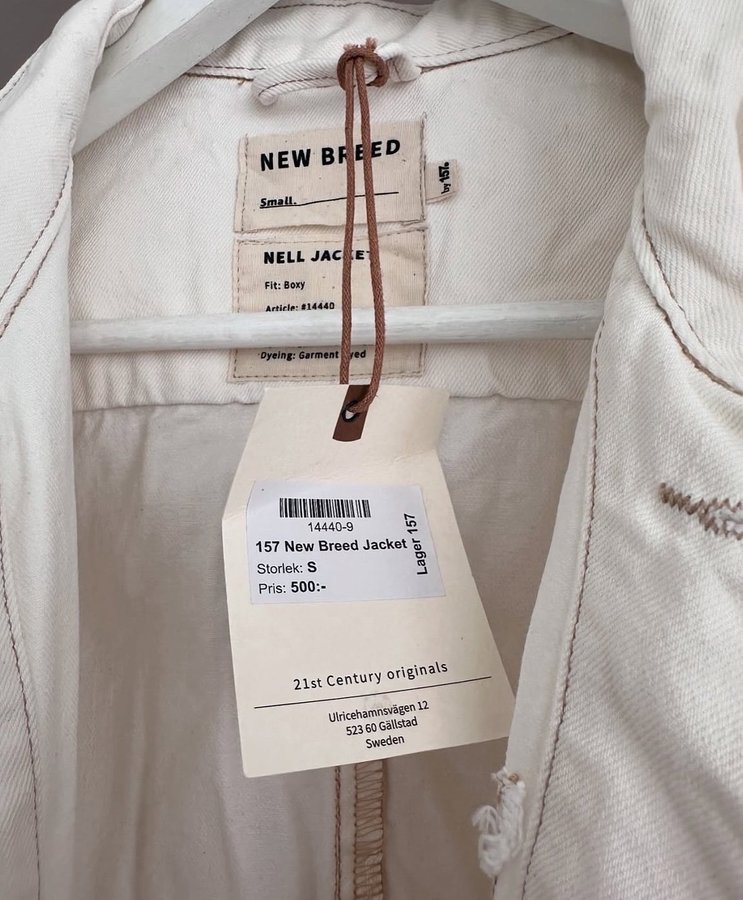 NEW BREED
Small.
by 157.
NELL JACKET
Fit: Boxy
Article: #14440
Dyeing: Garment
14440-9
157 New Breed Jacket
Storlek: S
Pris: 500:-
Lager 157
21st Century originals
Ulricehamnsvägen 12
523 60 Gällstad
Sweden